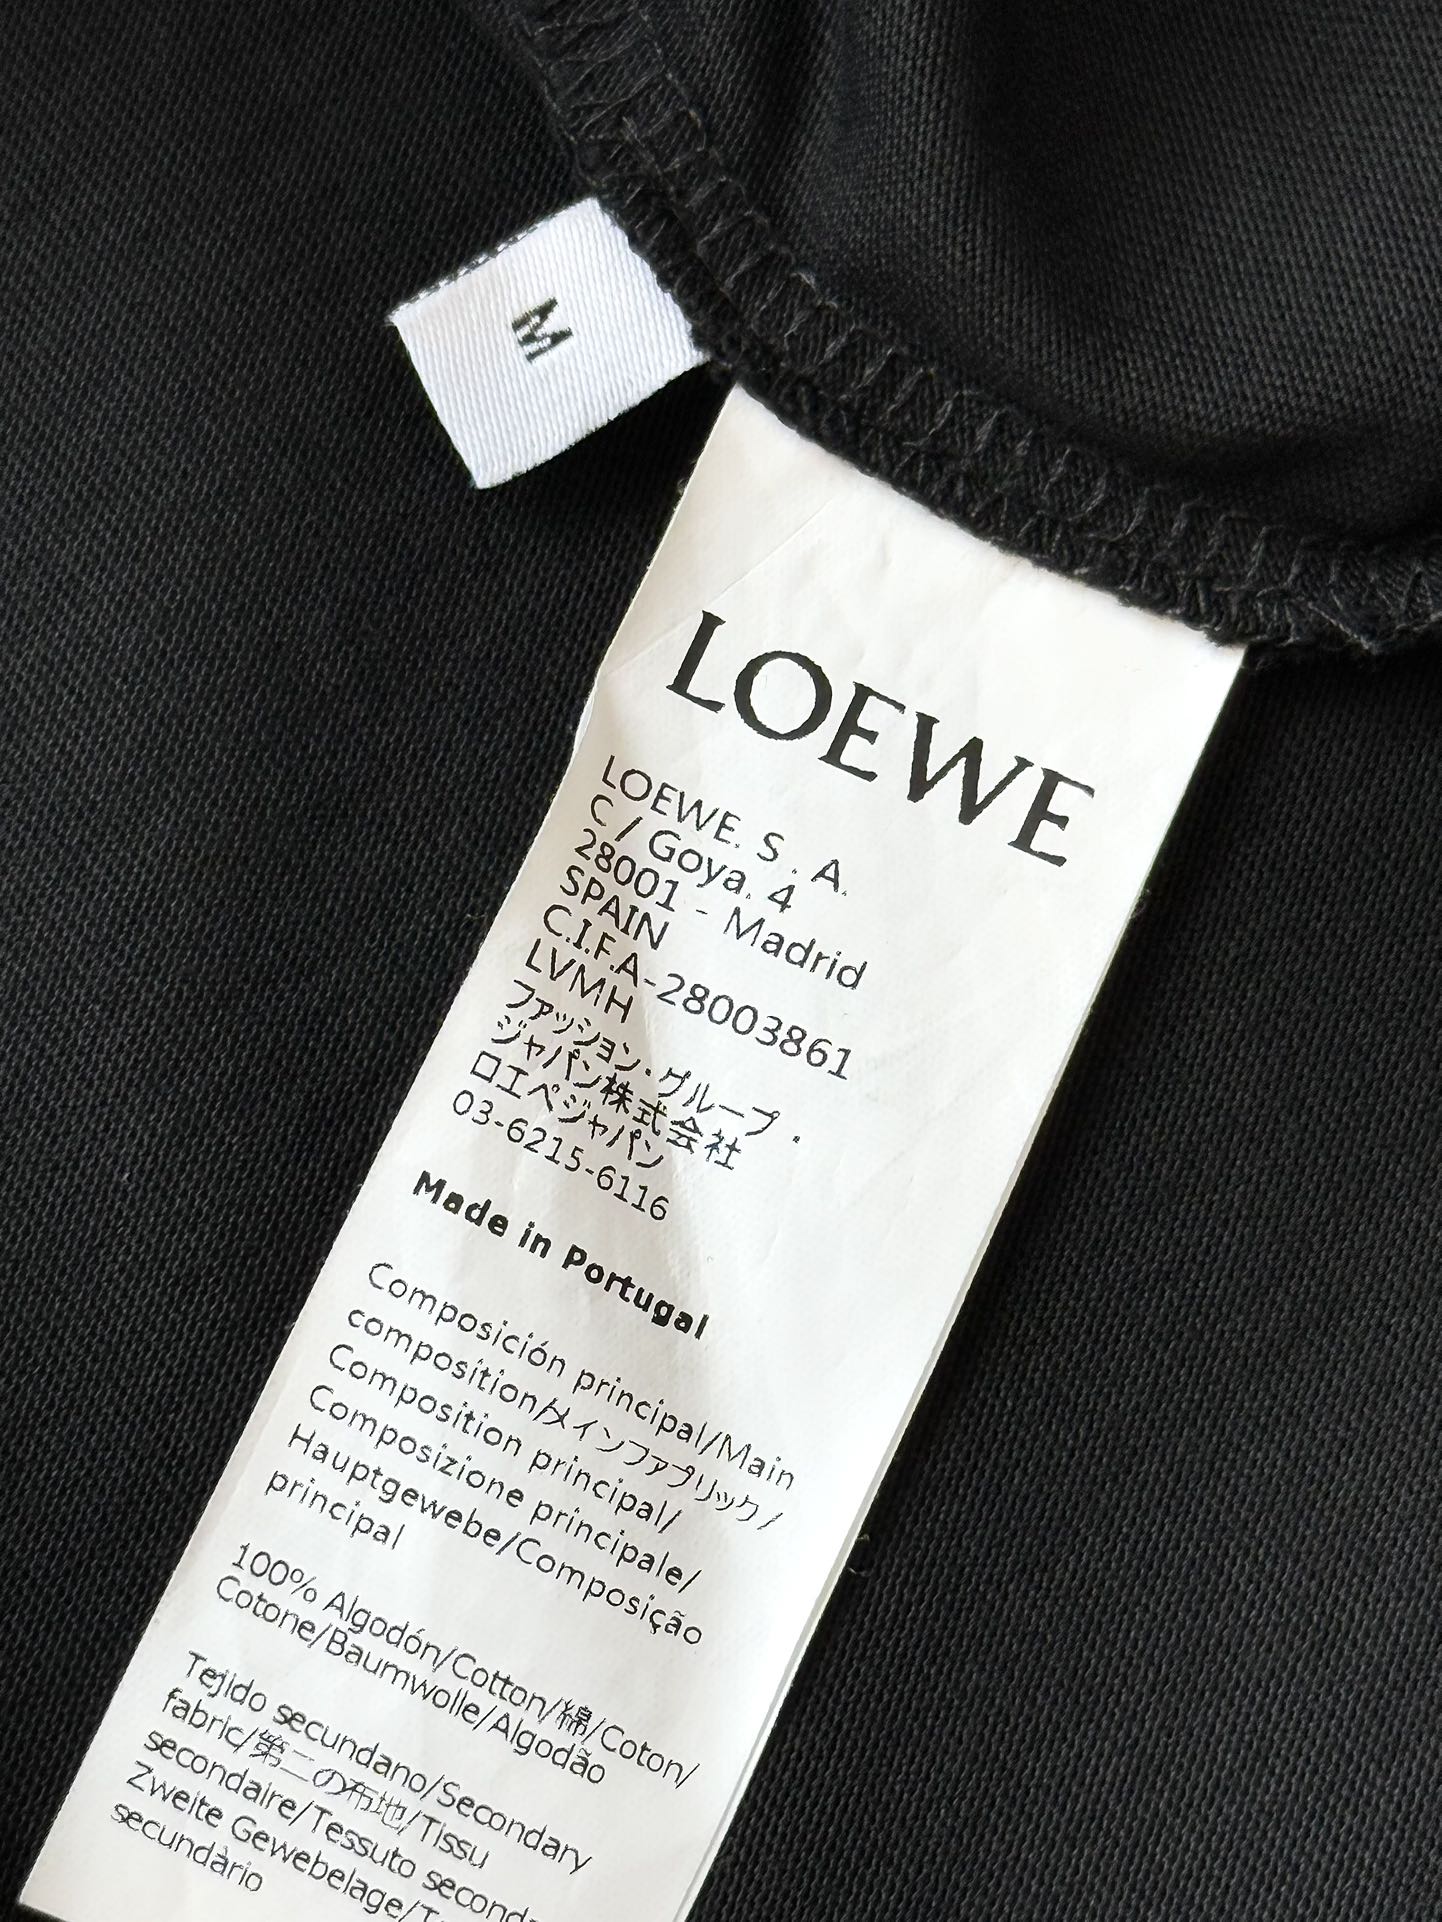 M
LOEWE
LOEWE. S . A.
C / Goya. 4
28001 - Madrid
SPAIN
C.I.F.A-28003861
LVMH
ファッション・グループ・
ジャパン株式会社
ロエベジャパン
03-6215-6116
Made in Portugal
Composición principal/Main
composition/メインファブリック/
Composition principal/
Composizione principale/
Hauptgewebe/Composição
principal
100% Algodón/Cotton/綿/Coton/
Cotone/Baumwolle/Algodão
Tejido secundano/Secondary
fabric/第二の布地/Tissu
secondaire/Tessuto second
Zweite Gewebelage/T
secundàrio